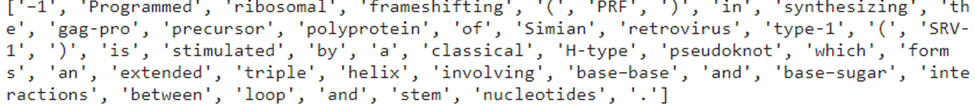 ['−1', 'Programmed', 'ribosomal', 'frameshifting', '(', 'PRF', ')', 'in', 'synthesizing', 'th
e', 'gag-pro', 'precursor', 'polyprotein', 'of', 'Simian', 'retrovirus', 'type-1', '(', 'SRV-
1', ')', 'is', 'stimulated', 'by', 'a', 'classical', 'H-type', 'pseudoknot', 'which', 'form
s', 'an', 'extended', 'triple', 'helix', 'involving', 'base–base', 'and', 'base–sugar', 'inte
ractions', 'between', 'loop', 'and', 'stem', 'nucleotides', '.']